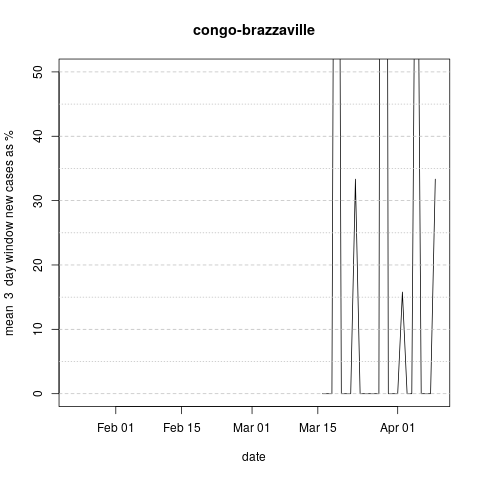 congo-brazzaville
mean 3 day window new cases as %
50
40
30
20
10
0
Feb 01
Feb 15
Mar 01
Mar 15
Apr 01
date